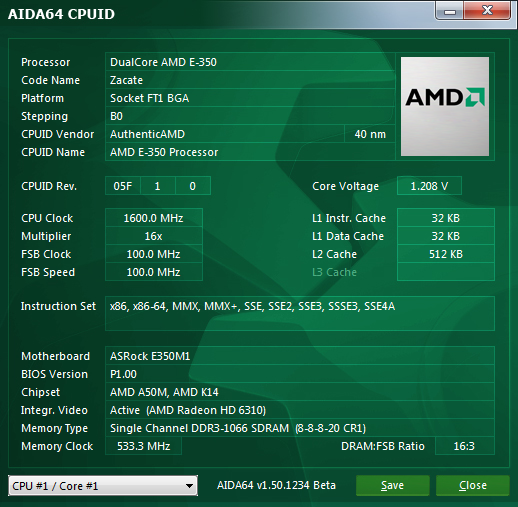 AIDA64 CPUID
Processor DualCore AMD E-350
AMD
Code Name Zacate
Platform Socket FT1 BGA
Stepping B0
CPUID Vendor AuthenticAMD 40 nm
CPUID Name AMD E-350 Processor
CPUID Rev. 05F 1 0 Core Voltage 1.208 V
CPU Clock 1600.0 MHz L1 Instr. Cache 32 KB
Multiplier 16x L1 Data Cache 32 KB
FSB Clock 100.0 MHz L2 Cache 512 KB
FSB Speed 100.0 MHz L3 Cache
Instruction Set x86, x86-64, MMX, MMX+, SSE, SSE2, SSE3, SSSE3, SSE4A
Motherboard ASRock E350M1
BIOS Version P1.00
Chipset AMD A50M, AMD K14
Integr. Video Active (AMD Radeon HD 6310)
Memory Type Single Channel DDR3-1066 SDRAM (8-8-8-20 CR1)
Memory Clock 533.3 MHz DRAM:FSB Ratio 16:3
CPU #1 / Core #1 AIDA64 v1.50.1234 Beta Save Close